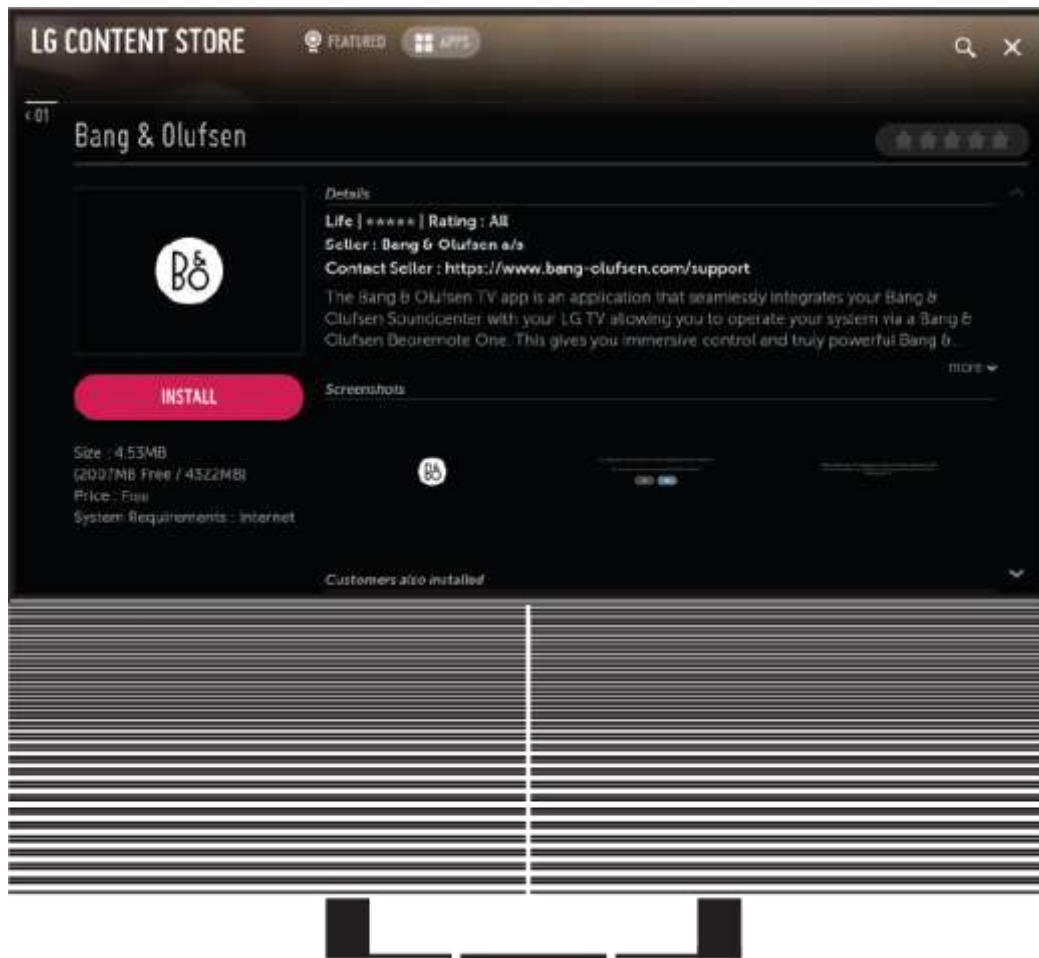 LG CONTENT STORE
FEATURED
APPS
< 01
Bang & Olufsen
Details
Life | ★★★★★ | Rating : All
Seller : Bang & Olufsen a/s
Contact Seller : https://www.bang-olufsen.com/support
The Bang & Olufsen TV app is an application that seamlessly integrates your Bang &
Olufsen Soundcenter with your LG TV allowing you to operate your system via a Bang &
Olufsen Beoremote One. This gives you immersive control and truly powerful Bang &...
more
B&O
INSTALL
Size : 4.53MB
(2007MB Free / 4322MB)
Price : Free
System Requirements : Internet
Screenshots
B&O
Customers also installed